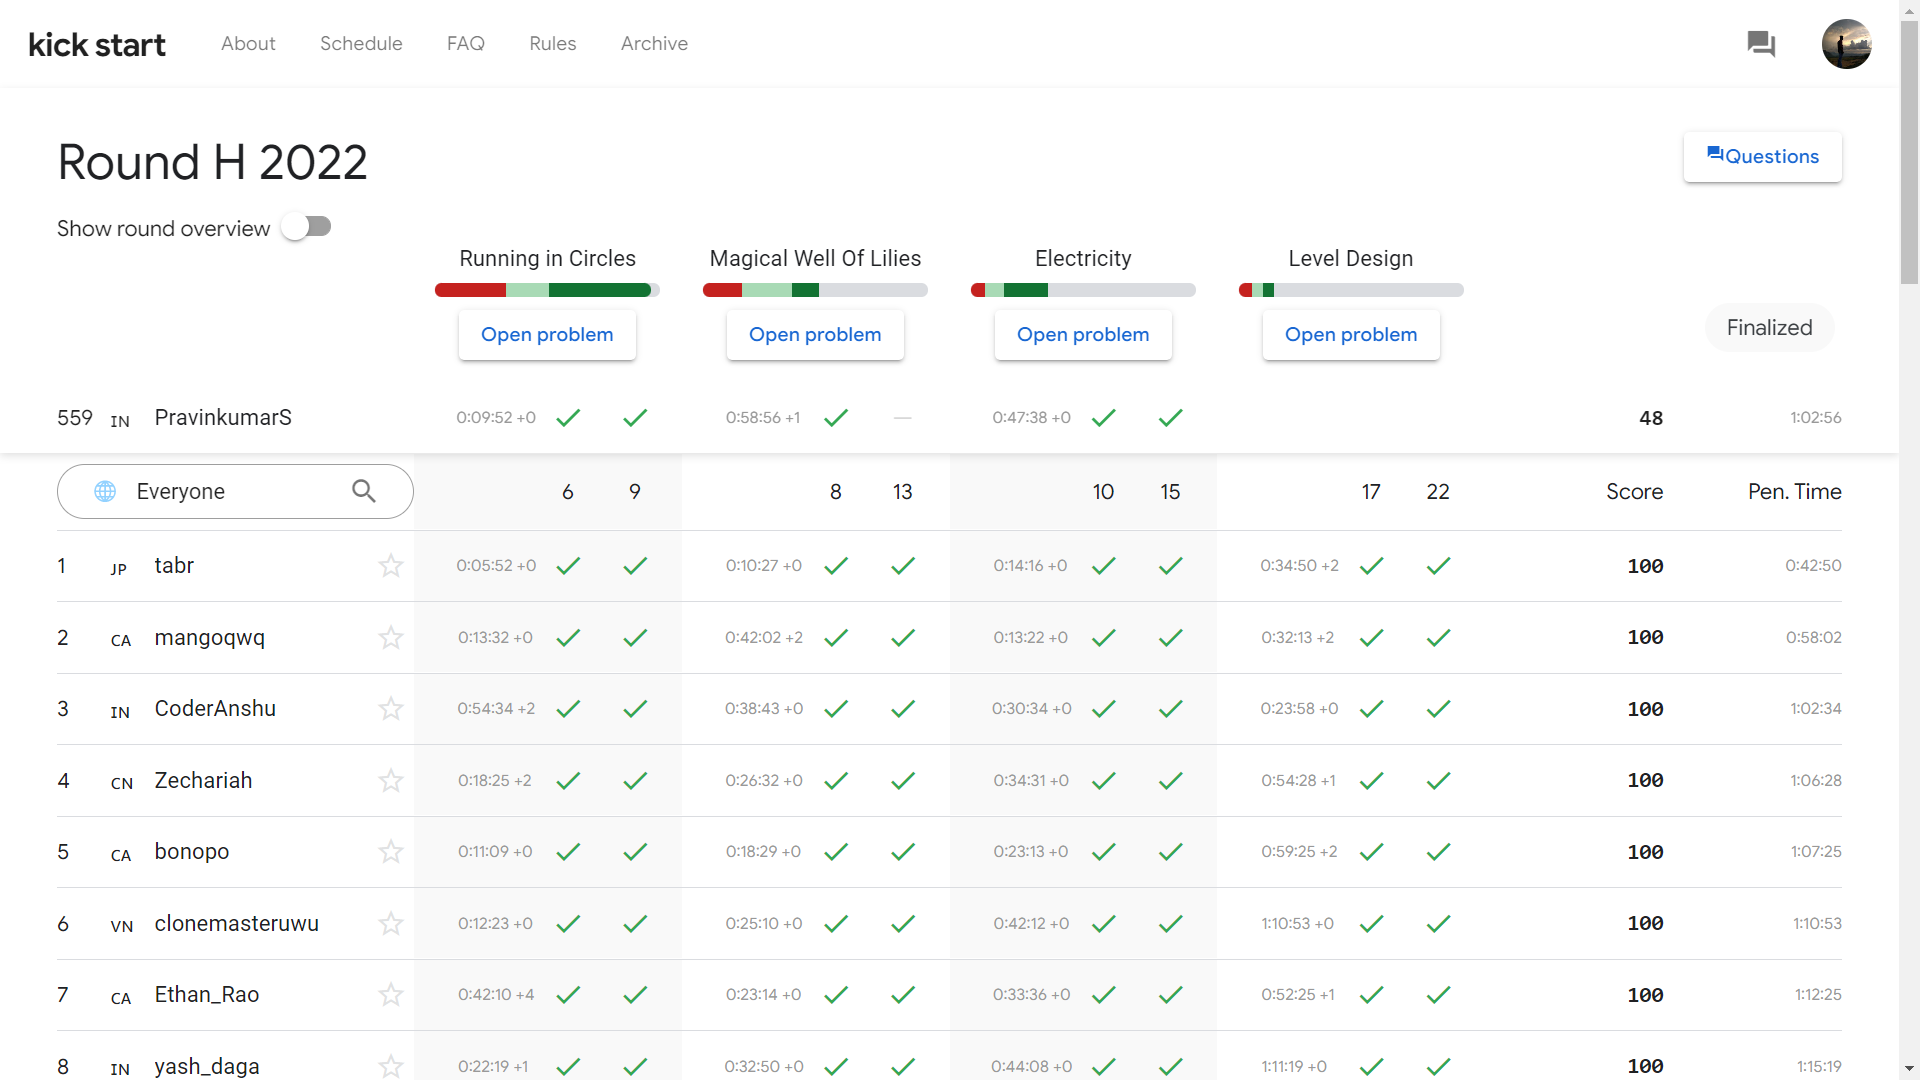 kick start About Schedule FAQ Rules Archive
Round H 2022
Questions
Show round overview
Running in Circles Magical Well Of Lilies Electricity Level Design
Open problem Open problem Open problem Open problem
Finalized
559 IN PravinkumarS 0:09:52 +0 0:58:56 +1 — 0:47:38 +0 48 1:02:56
Everyone 6 9 8 13 10 15 17 22 Score Pen. Time
1 JP tabr 0:05:52 +0 0:10:27 +0 0:14:16 +0 0:34:50 +2 100 0:42:50
2 CA mangoqwq 0:13:32 +0 0:42:02 +2 0:13:22 +0 0:32:13 +2 100 0:58:02
3 IN CoderAnshu 0:54:34 +2 0:38:43 +0 0:30:34 +0 0:23:58 +0 100 1:02:34
4 CN Zechariah 0:18:25 +2 0:26:32 +0 0:34:31 +0 0:54:28 +1 100 1:06:28
5 CA bonopo 0:11:09 +0 0:18:29 +0 0:23:13 +0 0:59:25 +2 100 1:07:25
6 VN clonemasteruwu 0:12:23 +0 0:25:10 +0 0:42:12 +0 1:10:53 +0 100 1:10:53
7 CA Ethan_Rao 0:42:10 +4 0:23:14 +0 0:33:36 +0 0:52:25 +1 100 1:12:25
8 IN yash_daga 0:22:19 +1 0:32:50 +0 0:44:08 +0 1:11:19 +0 100 1:15:19